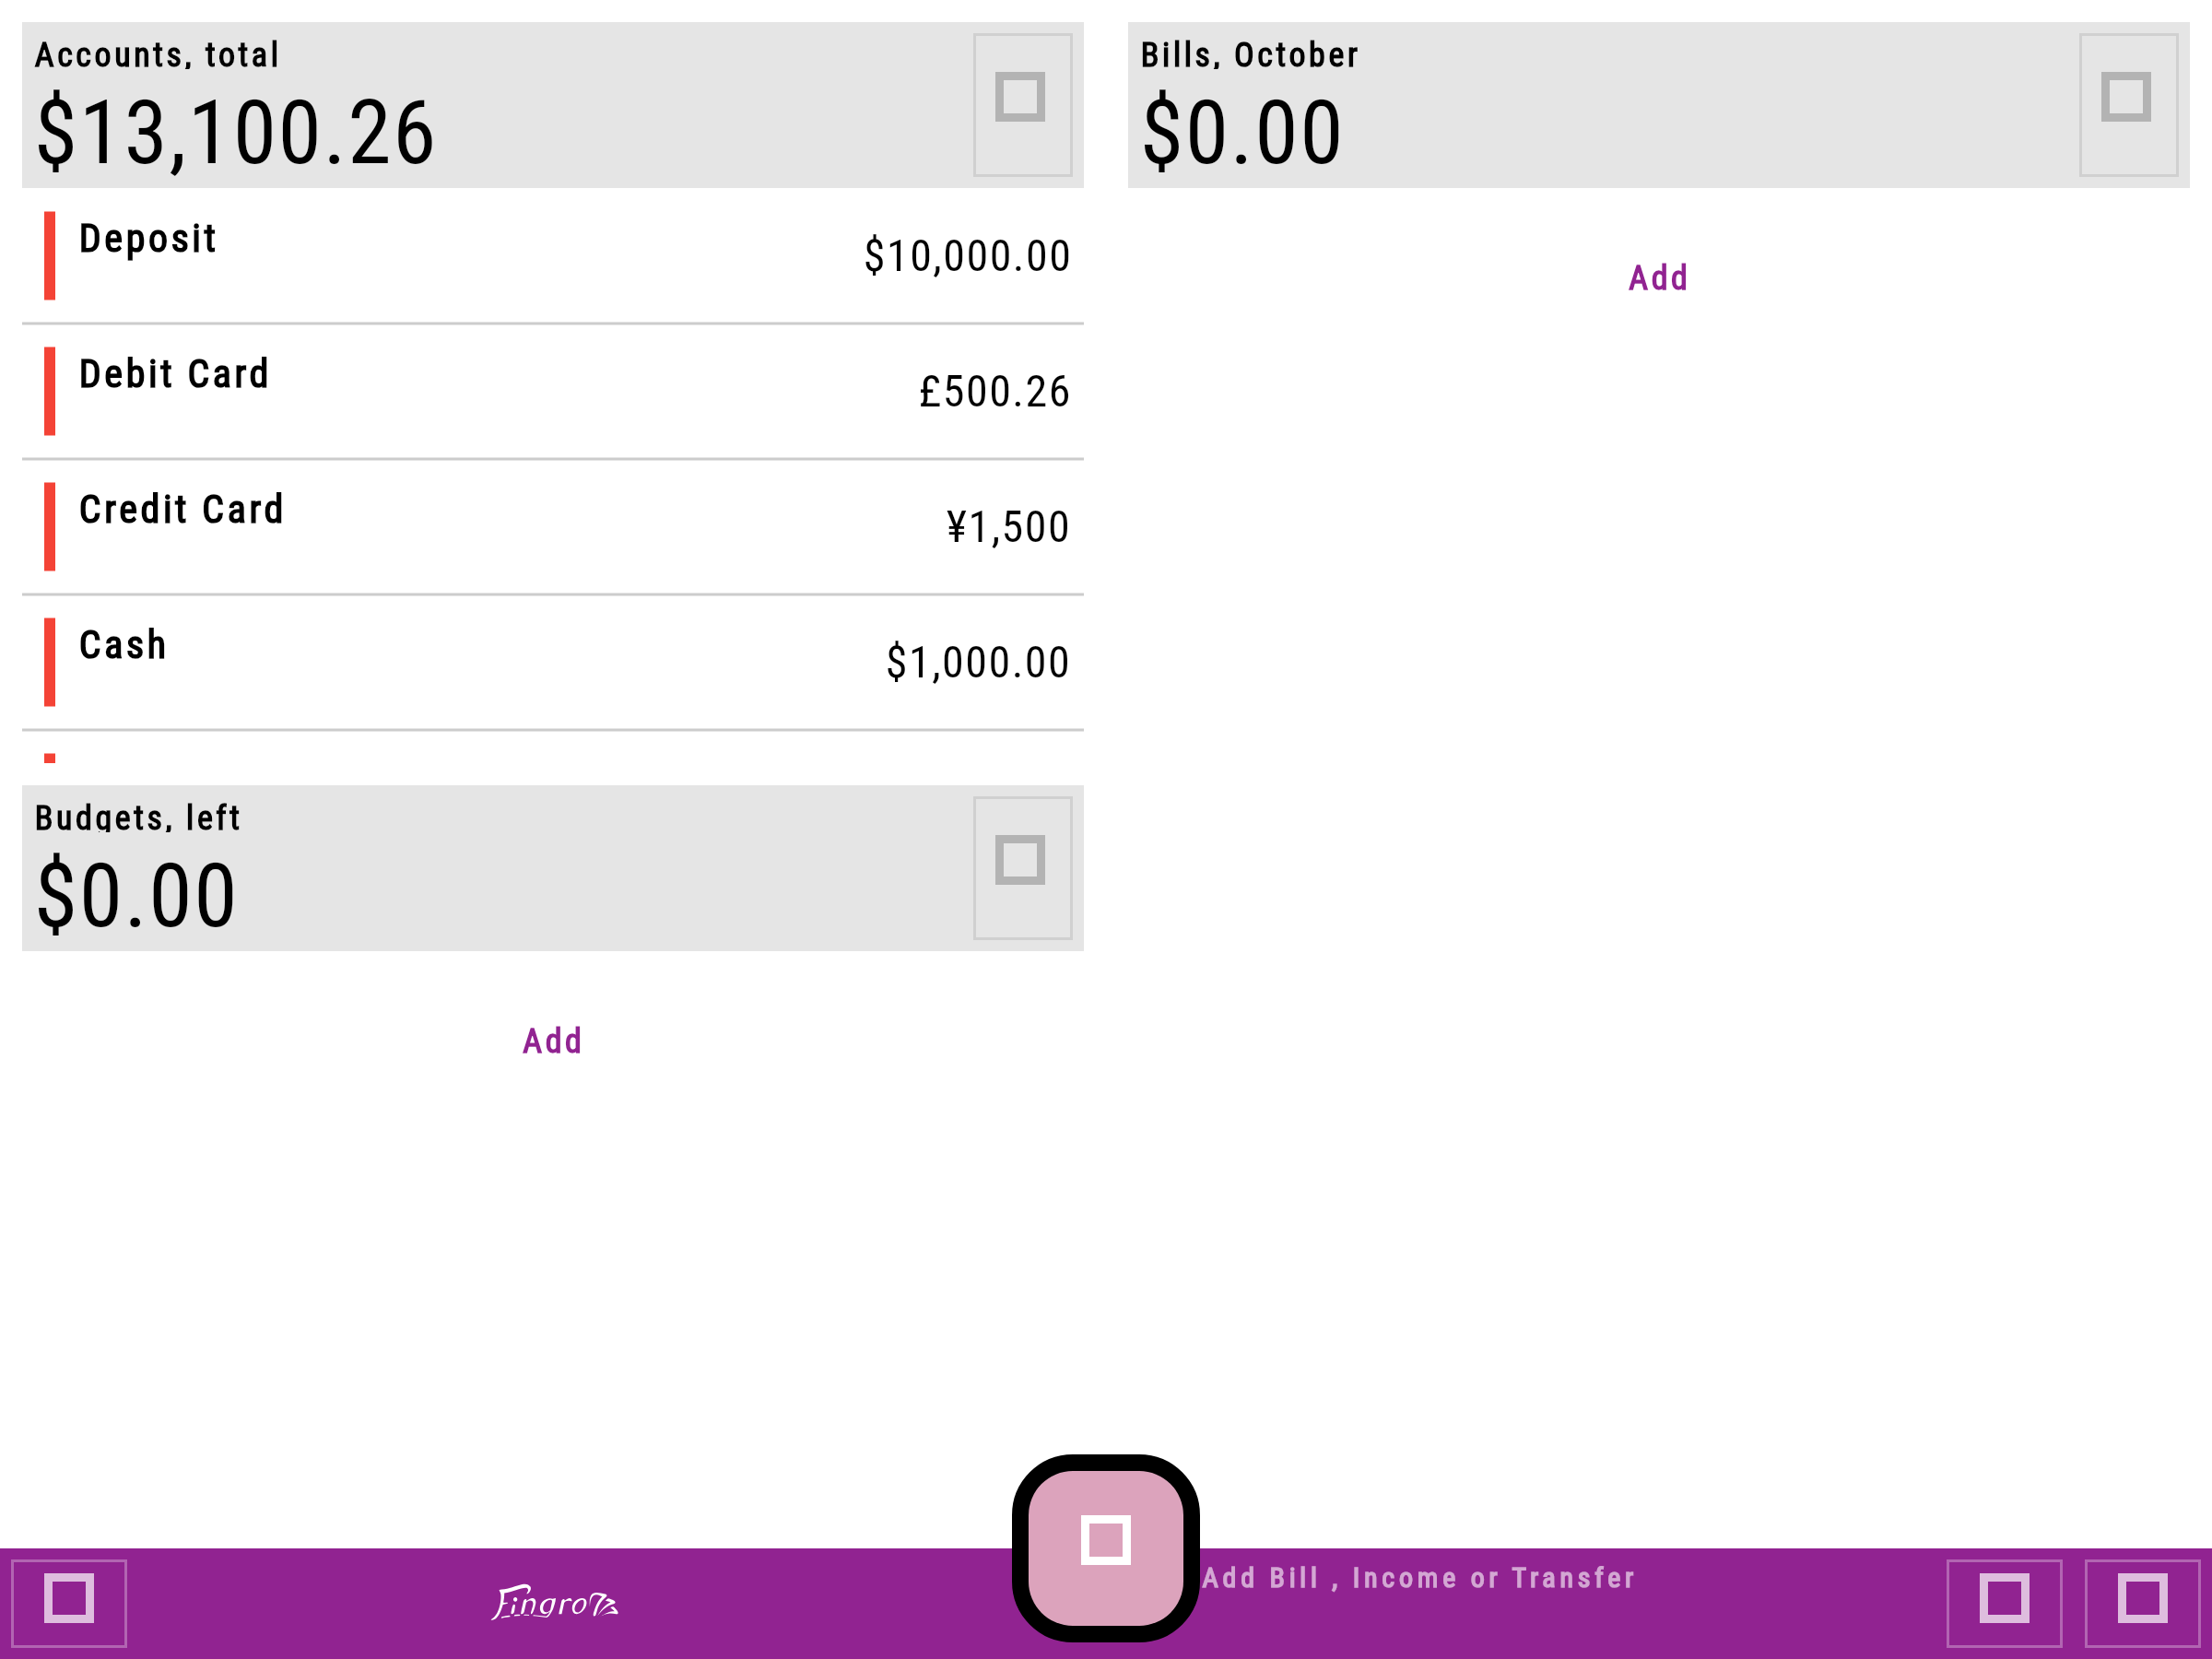 Accounts, total
$13,100.26
Deposit
$10,000.00
Debit Card
£500.26
Credit Card
¥1,500
Cash
$1,000.00
Budgets, left
$0.00
Add
Bills, October
$0.00
Add
Add Bill , Income or Transfer